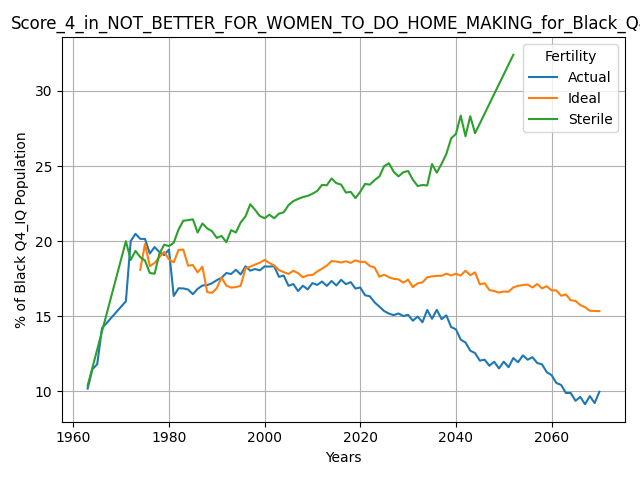 Score_4_in_NOT_BETTER_FOR_WOMEN_TO_DO_HOME_MAKING_for_Black_Q4
Fertility
Actual
Ideal
Sterile
% of Black Q4_IQ Population
30
25
20
15
10
1960
1980
2000
2020
2040
2060
Years